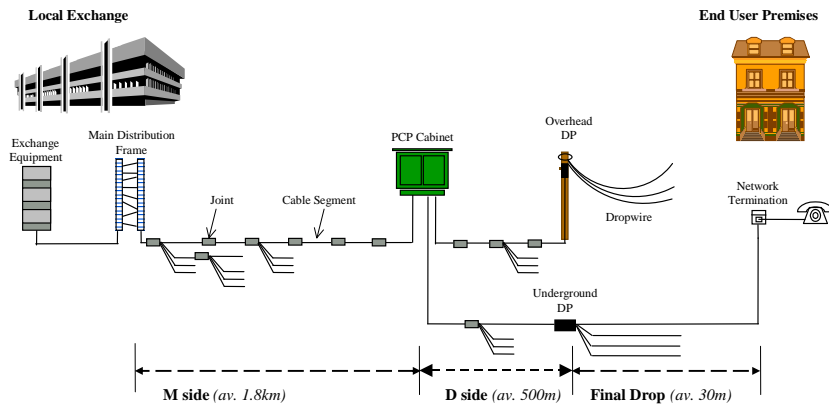 Local Exchange
End User Premises
Exchange
Equipment
Main Distribution
Frame
PCP Cabinet
Overhead
DP
Network
Termination
Joint
Cable Segment
Dropwire
Underground
DP
M side (av. 1.8km)
D side (av. 500m)
Final Drop (av. 30m)